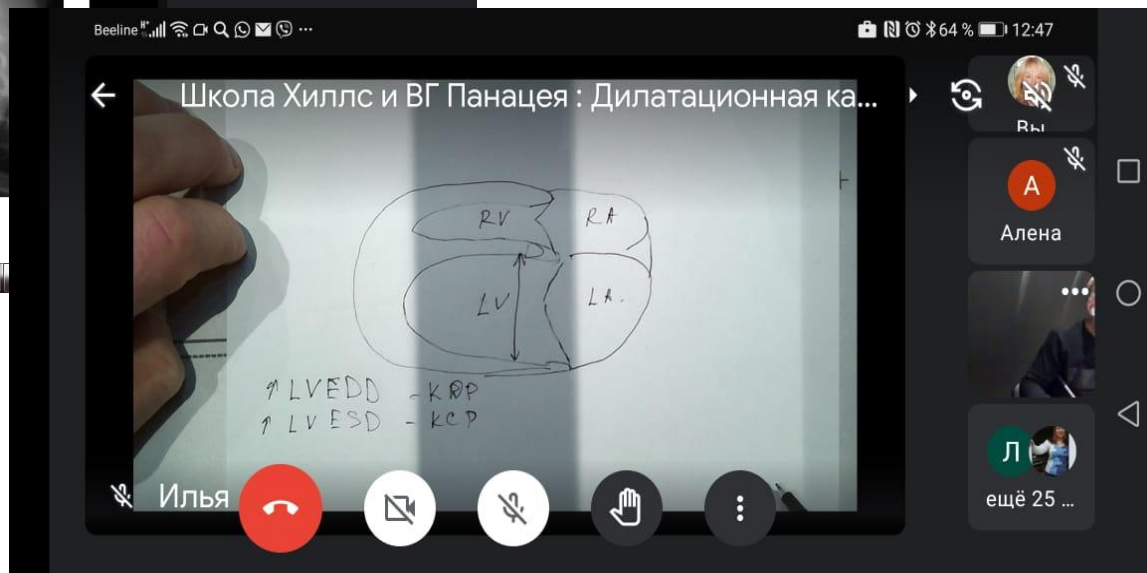 Beeline 64 % 12:47
Школа Хиллс и ВГ Панацея : Дилатационная ка...
Вы
А
Алена
RV RA
LV LA.
↑ LVEDD - КДР
↑ LVESD - КСР
Л
ещё 25 ...
Илья